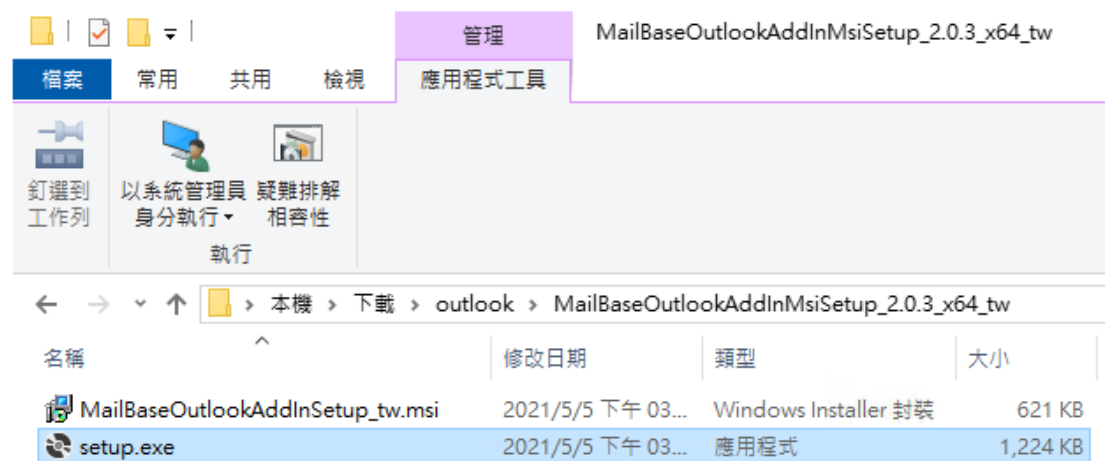 管理 MailBaseOutlookAddInMsiSetup_2.0.3_x64_tw
檔案 常用 共用 檢視 應用程式工具
釘選到 以系統管理員 疑難排解
工作列 身分執行 相容性
執行
本機 下載 outlook MailBaseOutlookAddInMsiSetup_2.0.3_x64_tw
名稱 修改日期 類型 大小
MailBaseOutlookAddInSetup_tw.msi 2021/5/5 下午 03... Windows Installer 封裝 621 KB
setup.exe 2021/5/5 下午 03... 應用程式 1,224 KB